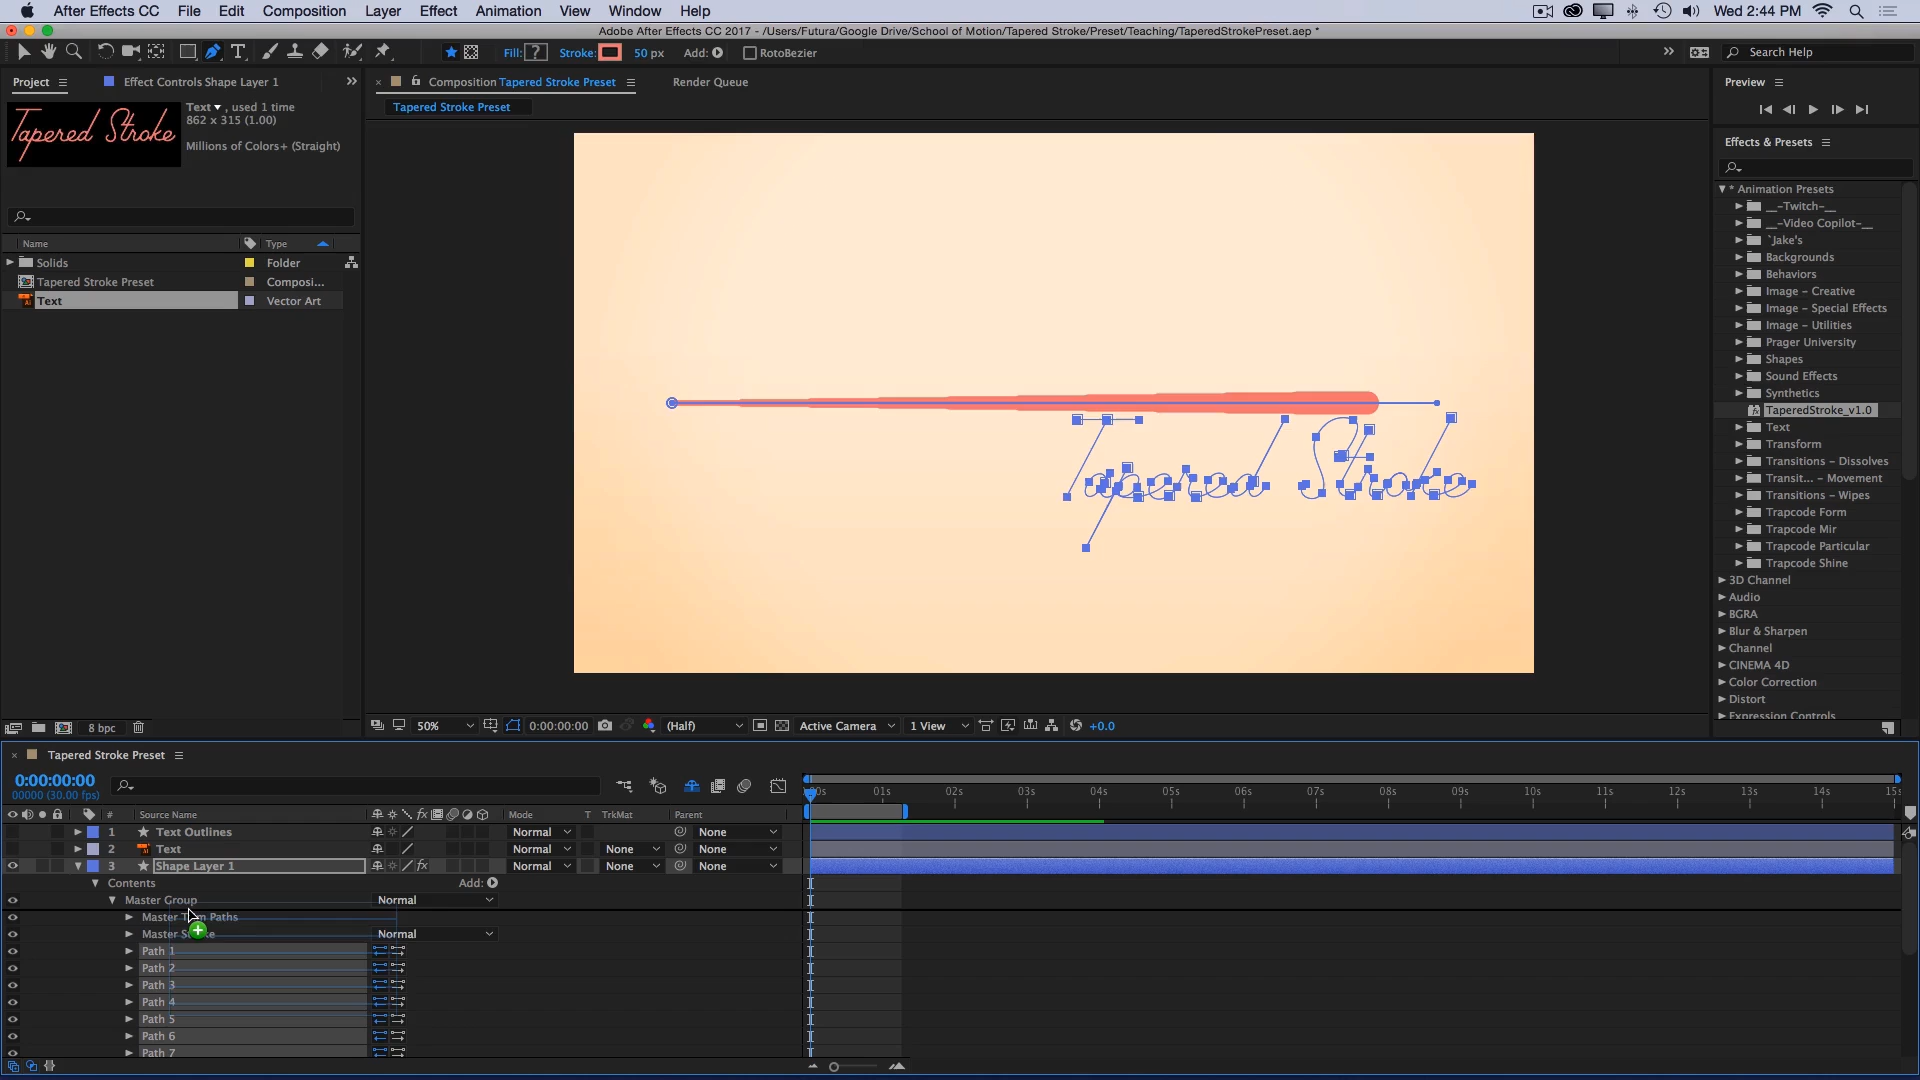 After Effects CC File Edit Composition Layer Effect Animation View Window Help Wed 2:44 PM
Adobe After Effects CC 2017 - /Users/Futura/Google Drive/School of Motion/Tapered Stroke/Preset/Teaching/TaperedStrokePreset.aep *
Fill: ? Stroke: 50 px Add: RotoBezier Search Help
Project Effect Controls Shape Layer 1 Composition Tapered Stroke Preset Render Queue Preview
Tapered Stroke Preset
Tapered Stroke
Text , used 1 time
862 x 315 (1.00)
Millions of Colors+ (Straight)
Effects & Presets
Name Type
Solids Folder
Tapered Stroke Preset Composi...
Text Vector Art
* Animation Presets
__-Twitch-__
__-Video Copilot-__
`Jake's
Backgrounds
Behaviors
Image - Creative
Image - Special Effects
Image - Utilities
Prager University
Shapes
Sound Effects
Synthetics
TaperedStroke_v1.0
Text
Transform
Transitions - Dissolves
Transit... - Movement
Transitions - Wipes
Trapcode Form
Trapcode Mir
Trapcode Particular
Trapcode Shine
3D Channel
Audio
BGRA
Blur & Sharpen
Channel
CINEMA 4D
Color Correction
Distort
Expression Controls
Tapered Stroke
8 bpc
50% 0:00:00:00 (Half) Active Camera 1 View +0.0
Tapered Stroke Preset
0:00:00:00
00000 (30.00 fps)
01s 02s 03s 04s 05s 06s 07s 08s 09s 10s 11s 12s 13s 14s 15s
# Source Name Mode T TrkMat Parent
1 Text Outlines Normal None
2 Text Normal None None
3 Shape Layer 1 Normal None None
Contents Add:
Master Group Normal
Master Trim Paths
Master Stroke Normal
Path 1
Path 2
Path 3
Path 4
Path 5
Path 6
Path 7